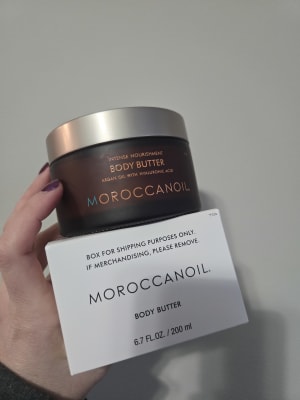 INTENSE NOURISHMENT
BODY BUTTER
ARGAN OIL WITH HYALURONIC ACID
MOROCCANOIL.
BOX FOR SHIPPING PURPOSES ONLY
IF MERCHANDISING, PLEASE REMOVE
MOROCCANOIL.
BODY BUTTER
6.7 FL.OZ. / 200 ml